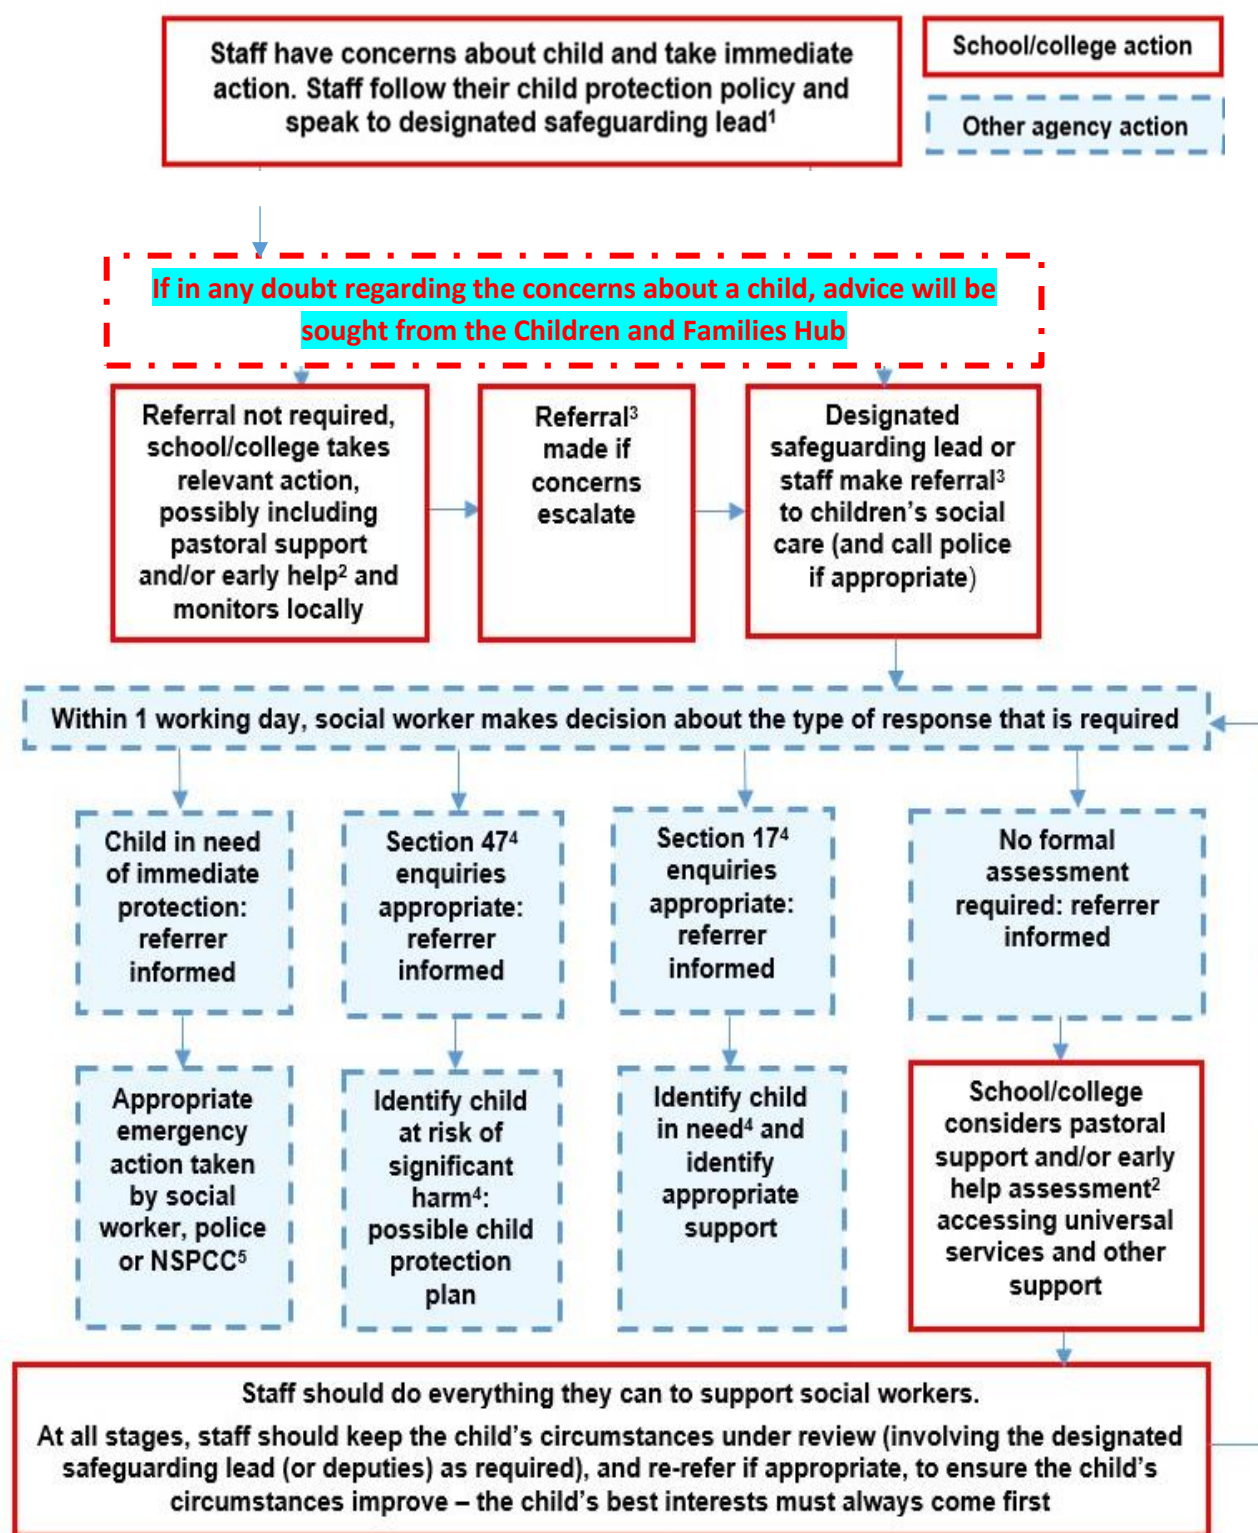 Staff have concerns about child and take immediate
action. Staff follow their child protection policy and
speak to designated safeguarding lead¹
School/college action
Other agency action
If in any doubt regarding the concerns about a child, advice will be
sought from the Children and Families Hub
Referral not required,
school/college takes
relevant action,
possibly including
pastoral support
and/or early help² and
monitors locally
Referral³
made if
concerns
escalate
Designated
safeguarding lead or
staff make referral³
to children’s social
care (and call police
if appropriate)
Within 1 working day, social worker makes decision about the type of response that is required
Child in need
of immediate
protection:
referrer
informed
Section 47⁴
enquiries
appropriate:
referrer
informed
Section 17⁴
enquiries
appropriate:
referrer
informed
No formal
assessment
required: referrer
informed
Appropriate
emergency
action taken
by social
worker, police
or NSPCC⁵
Identify child
at risk of
significant
harm⁴:
possible child
protection
plan
Identify child
in need⁴ and
identify
appropriate
support
School/college
considers pastoral
support and/or early
help assessment²
accessing universal
services and other
support
Staff should do everything they can to support social workers.
At all stages, staff should keep the child’s circumstances under review (involving the designated
safeguarding lead (or deputies) as required), and re-refer if appropriate, to ensure the child’s
circumstances improve – the child’s best interests must always come first